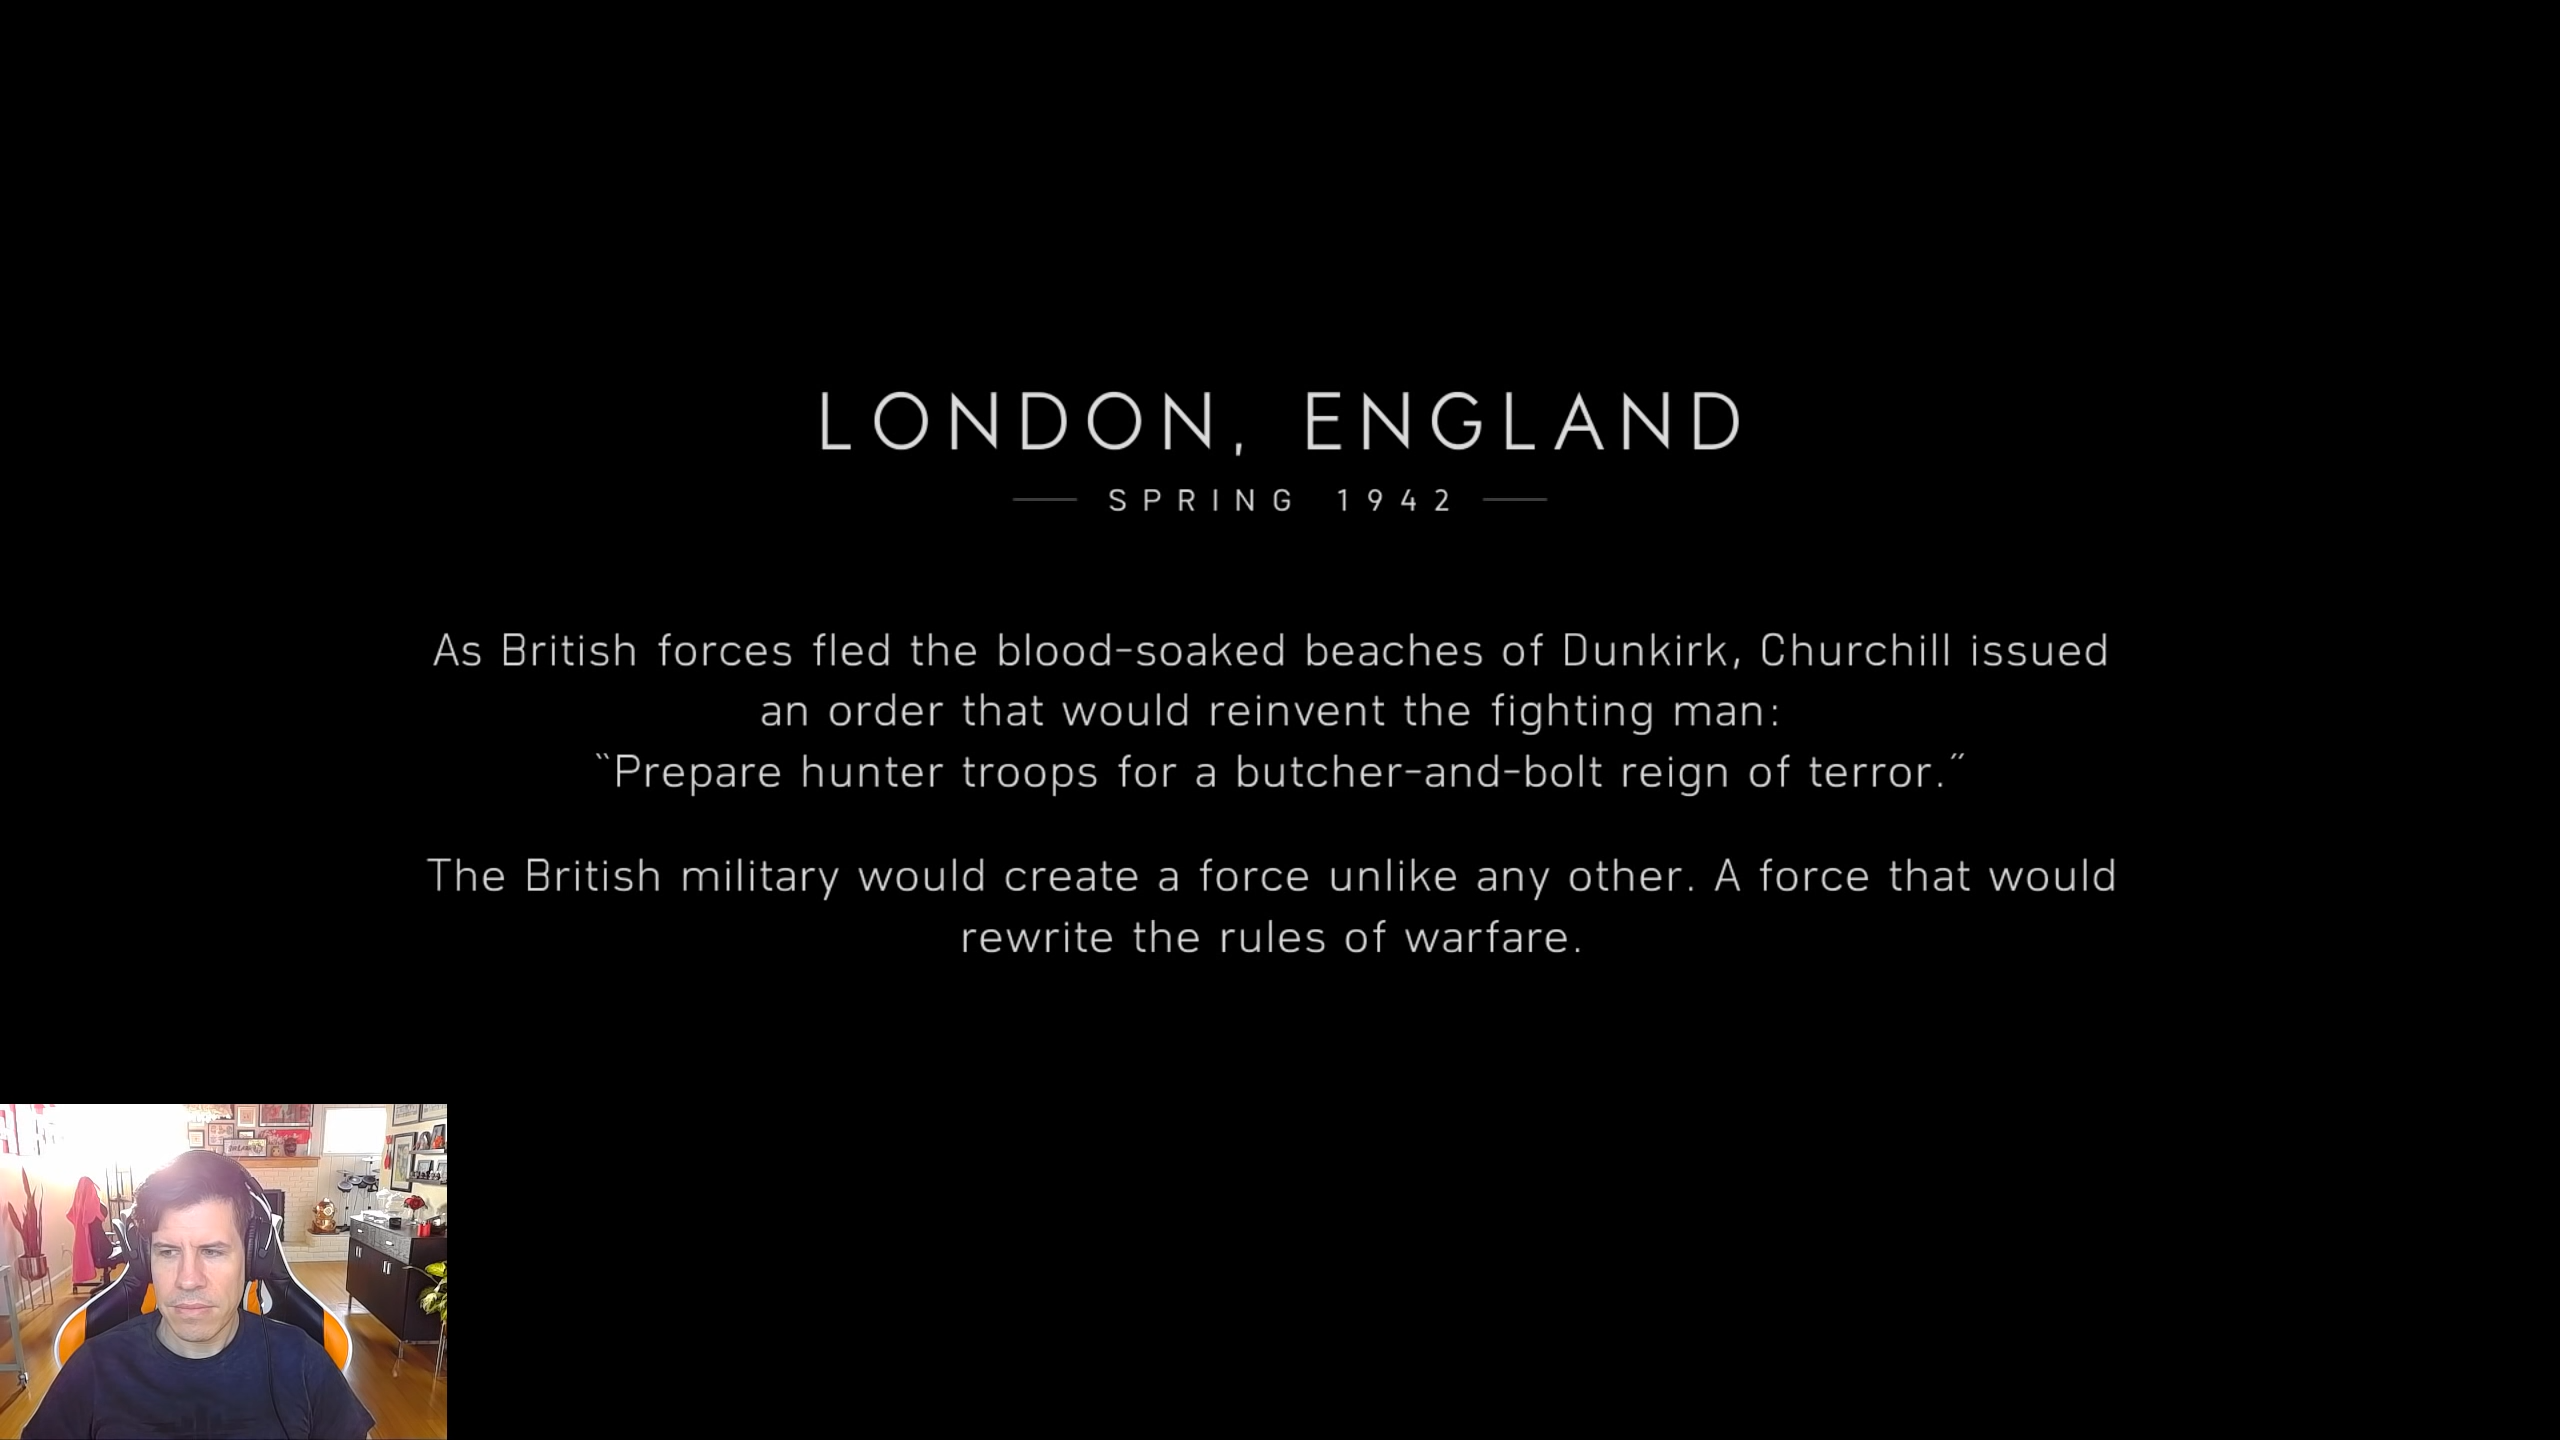 LONDON, ENGLAND
SPRING 1942
As British forces fled the blood-soaked beaches of Dunkirk, Churchill issued
an order that would reinvent the fighting man:
“Prepare hunter troops for a butcher-and-bolt reign of terror.”
The British military would create a force unlike any other. A force that would
rewrite the rules of warfare.